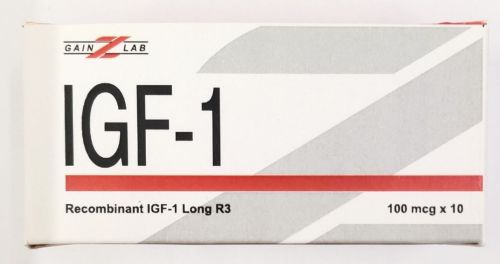 GAIN Z LAB
IGF-1
Recombinant IGF-1 Long R3 100 mcg x 10